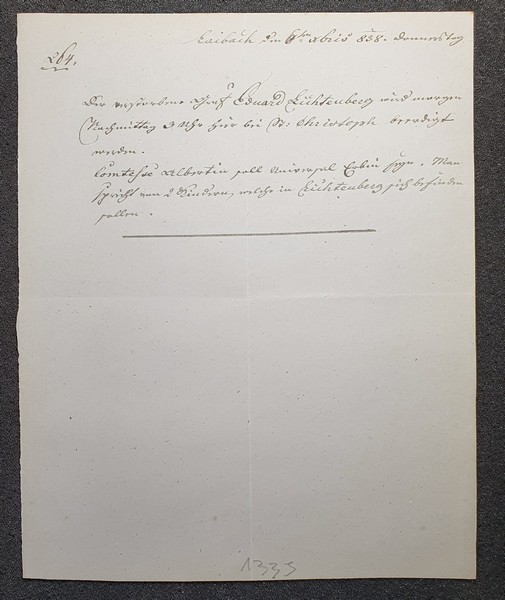 Laibach den 6ten Xbris 838. Donnerstag
264.
Der verstorbene Graf Eduard Lichtenberg wird morgen
Nachmittag 3 Uhr hier bei St: Christoph beerdigt
werden.
Comtesse Albertin soll Universal Erbin seyn. Man
spricht von 2 Kindern, welche in Lichtenberg sich befinden
sollen.
1335